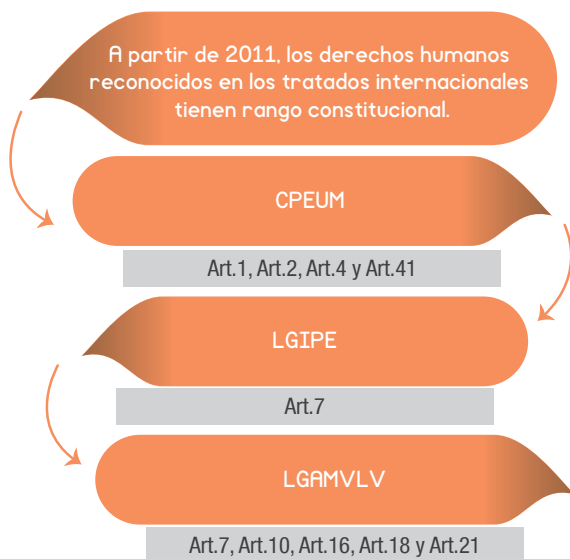 A partir de 2011, los derechos humanos
reconocidos en los tratados internacionales
tienen rango constitucional.
CPEUM
Art.1, Art.2, Art.4 y Art.41
LGIPE
Art.7
LGAMVLV
Art.7, Art.10, Art.16, Art.18 y Art.21